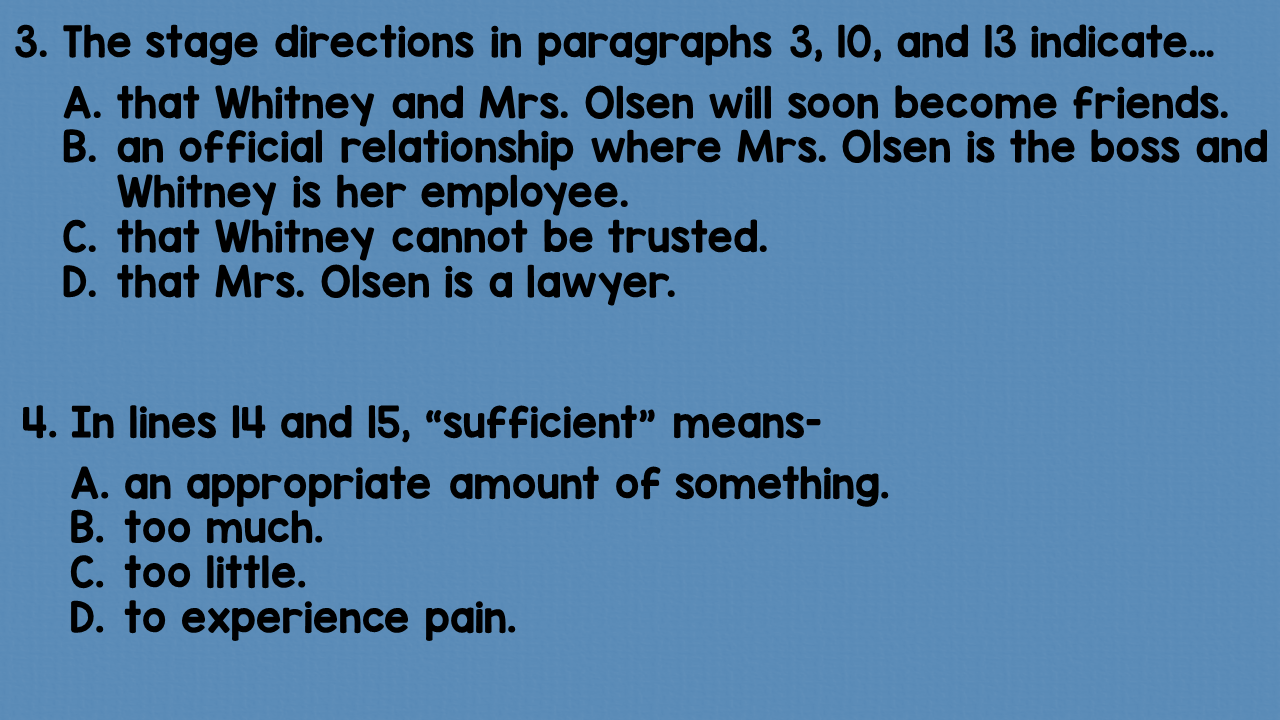 3. The stage directions in paragraphs 3, 10, and 13 indicate...
A. that Whitney and Mrs. Olsen will soon become friends.
B. an official relationship where Mrs. Olsen is the boss and
Whitney is her employee.
C. that Whitney cannot be trusted.
D. that Mrs. Olsen is a lawyer.
4. In lines 14 and 15, “sufficient” means-
A. an appropriate amount of something.
B. too much.
C. too little.
D. to experience pain.